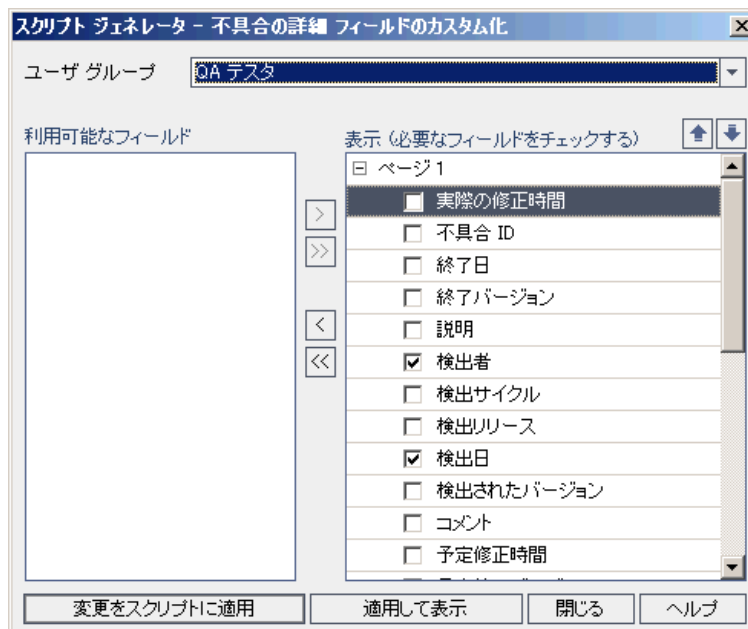 スクリプト ジェネレータ - 不具合の詳細 フィールドのカスタム化
ユーザ グループ
QA テスタ
利用可能なフィールド
表示 (必要なフィールドをチェックする)
ページ 1
実際の修正時間
不具合 ID
終了日
終了バージョン
説明
検出者
検出サイクル
検出リリース
検出日
検出されたバージョン
コメント
予定修正時間
>
>>
<
<<
変更をスクリプトに適用
適用して表示
閉じる
ヘルプ